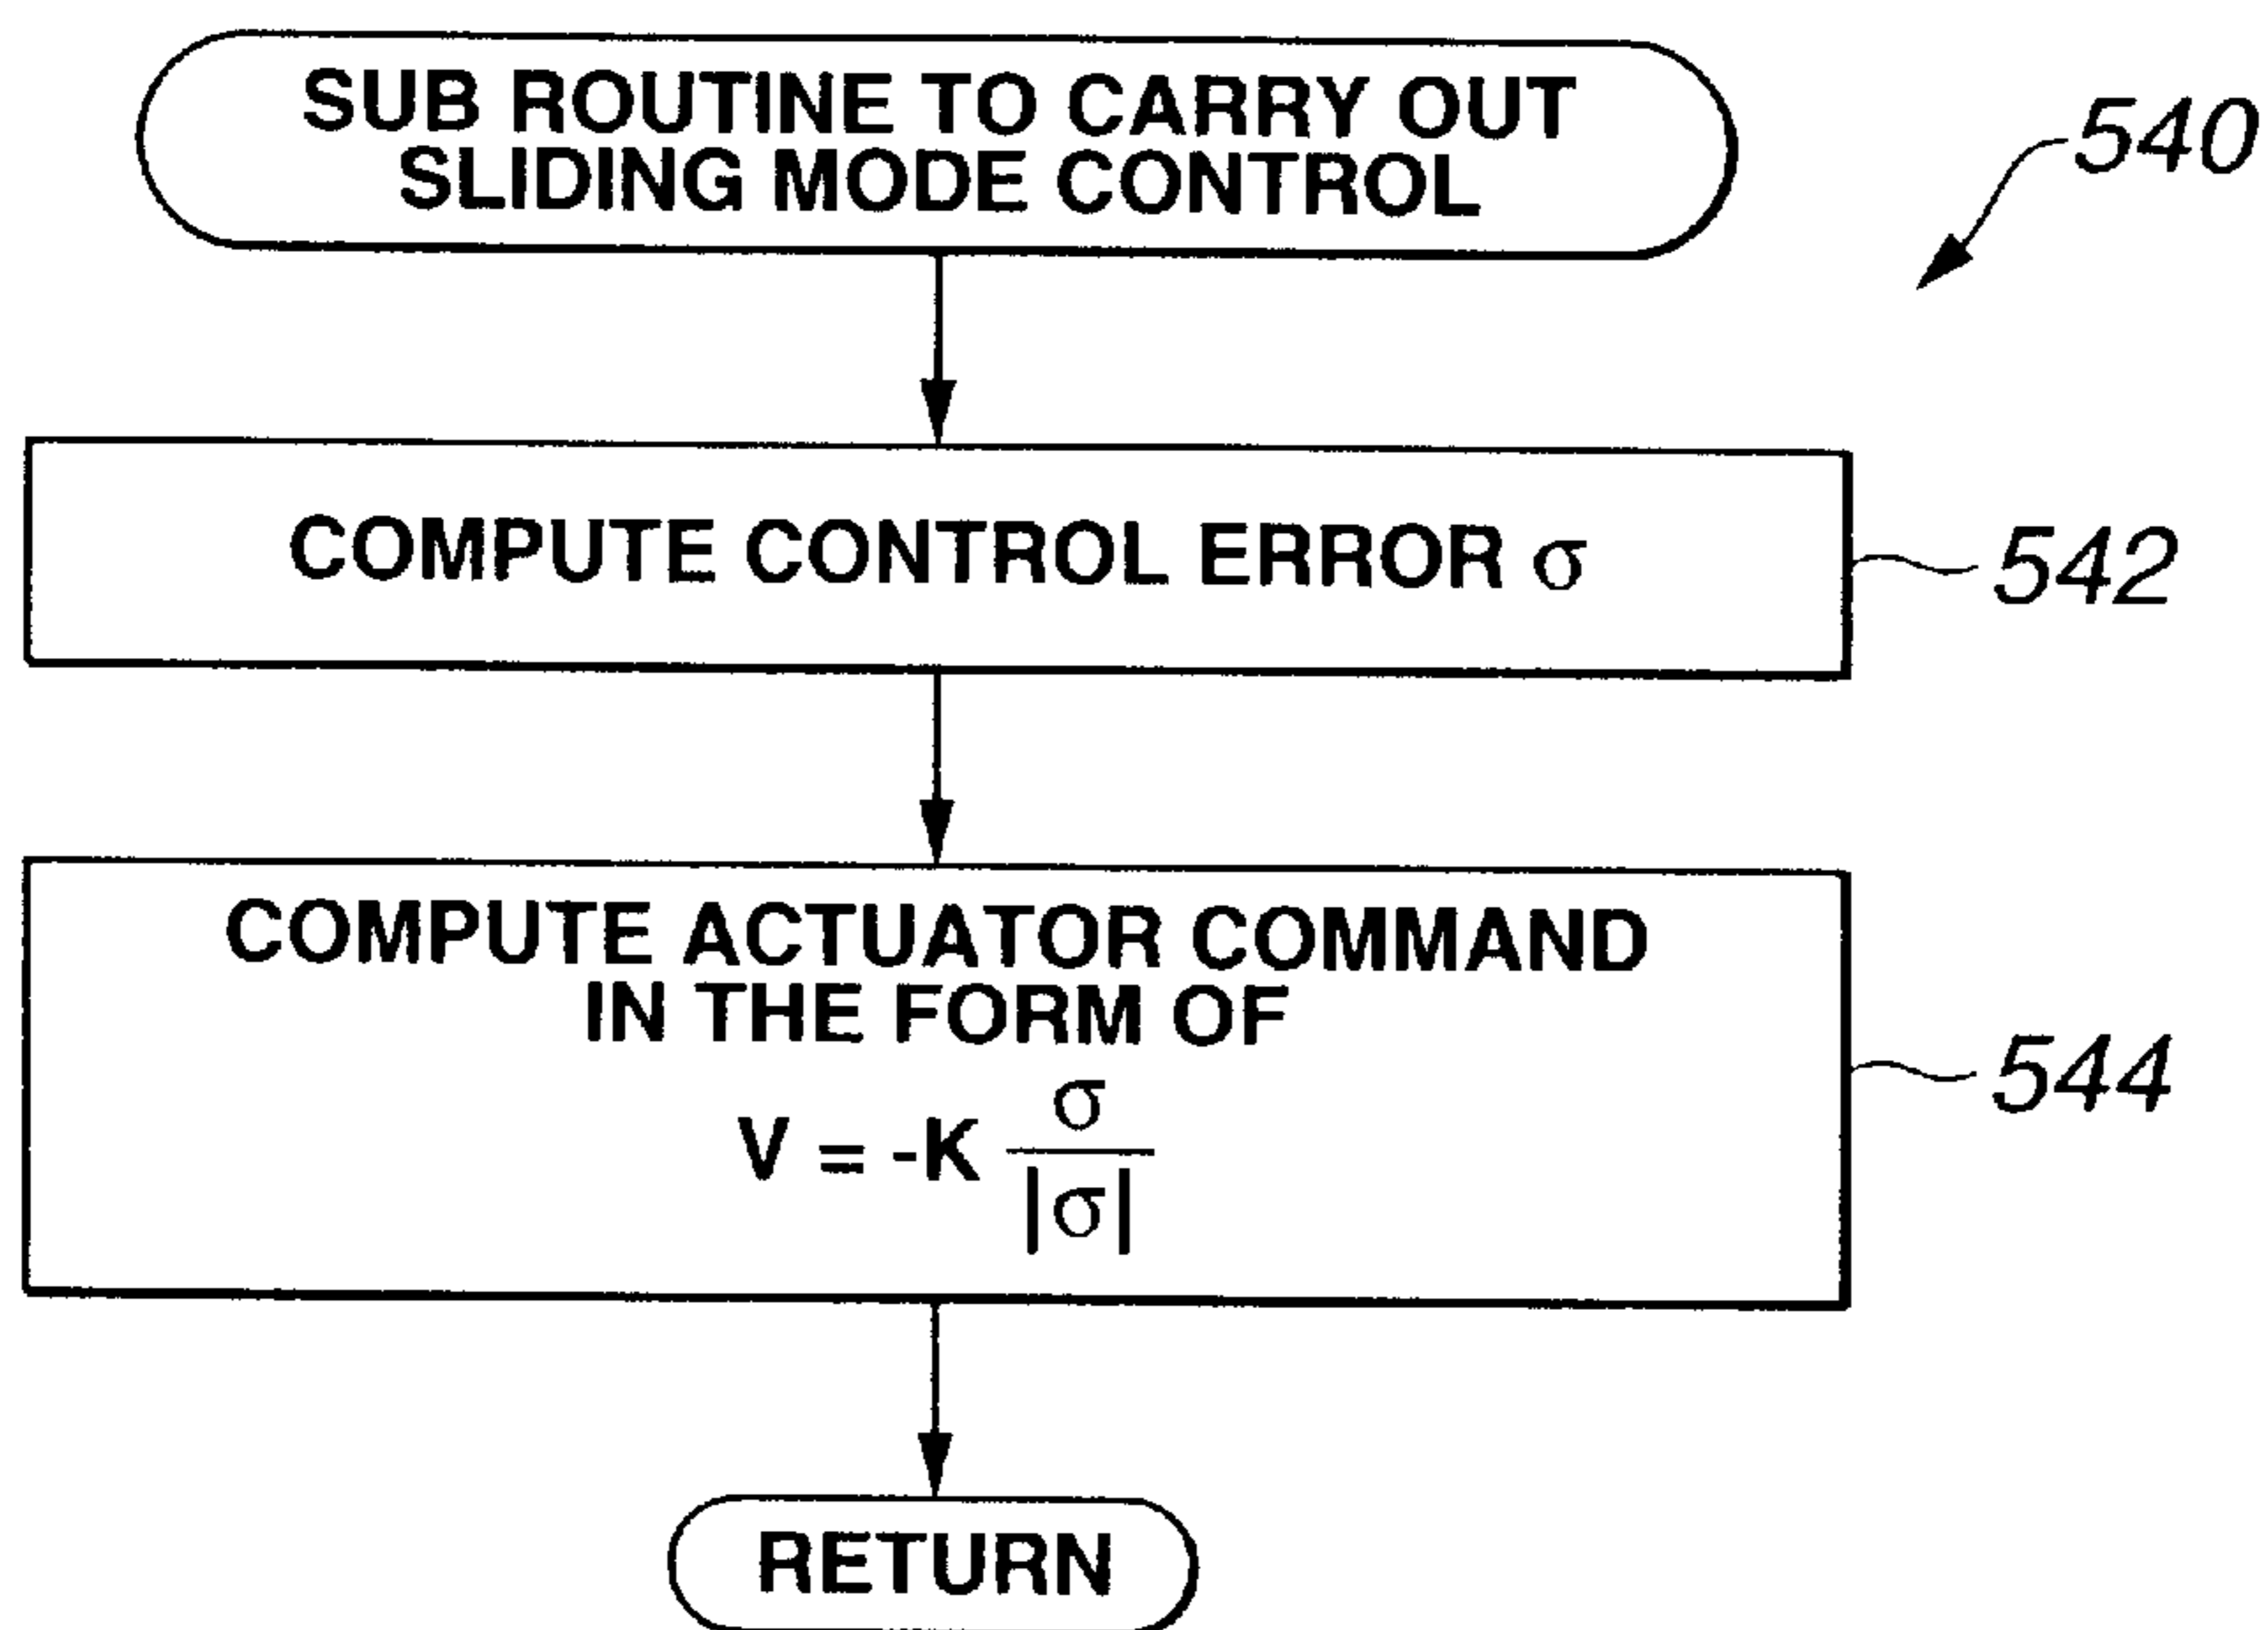 SUB ROUTINE TO CARRY OUT
SLIDING MODE CONTROL
540
COMPUTE CONTROL ERROR σ
542
COMPUTE ACTUATOR COMMAND
IN THE FORM OF
V = -K σ / |σ|
544
RETURN